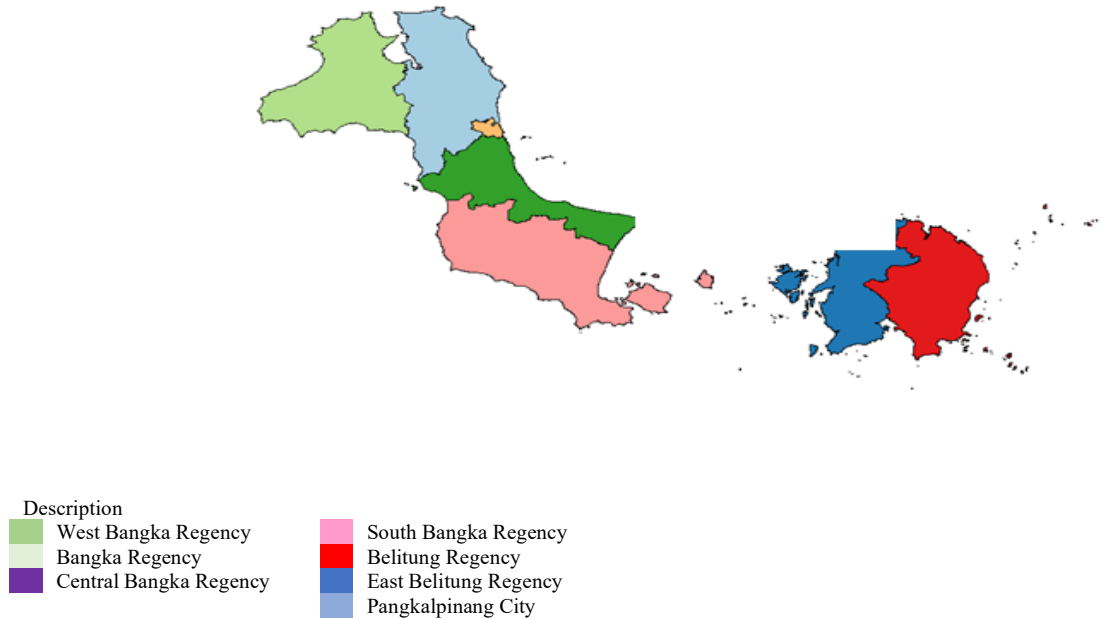 Description
West Bangka Regency
Bangka Regency
Central Bangka Regency
South Bangka Regency
Belitung Regency
East Belitung Regency
Pangkalpinang City